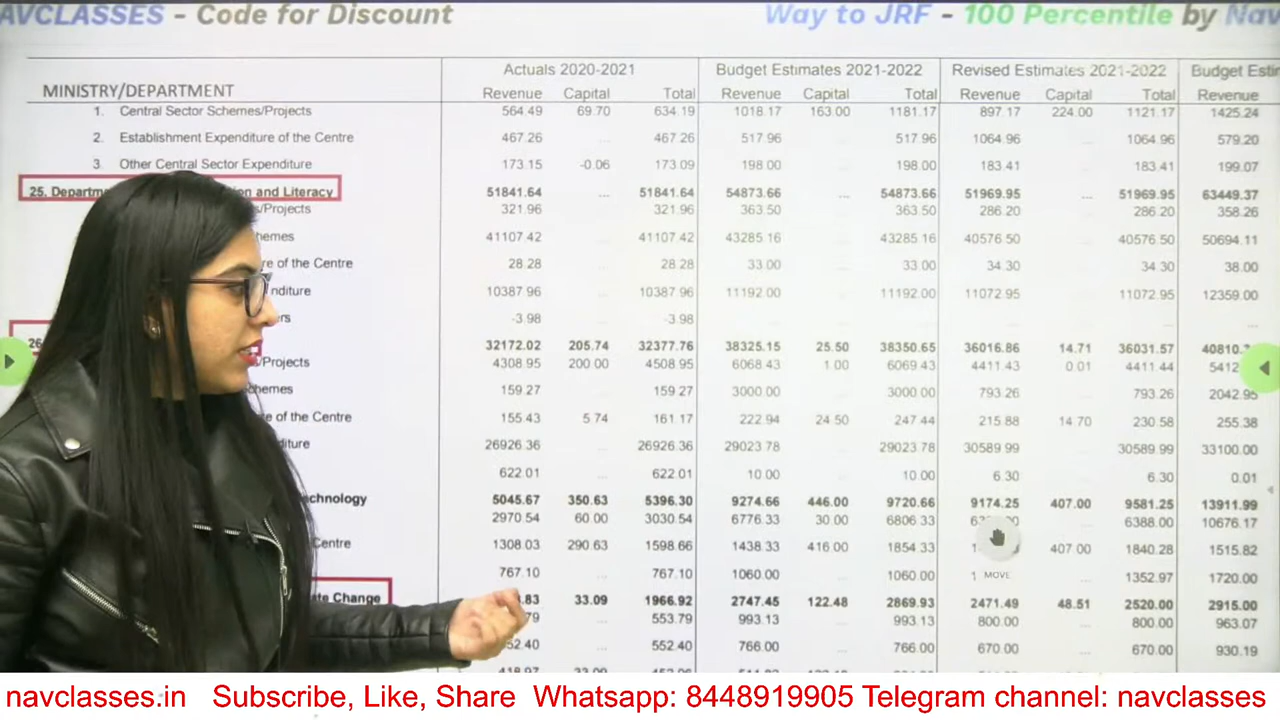 AVCLASSES - Code for Discount Way to JRF - 100 Percentile by Nav
Actuals 2020-2021 Budget Estimates 2021-2022 Revised Estimates 2021-2022 Budget Estir
MINISTRY/DEPARTMENT Revenue Capital Total Revenue Capital Total Revenue Capital Total Revenue
1. Central Sector Schemes/Projects 564.49 69.70 634.19 1018.17 163.00 1181.17 897.17 224.00 1121.17 1425.24
2. Establishment Expenditure of the Centre 467.26 ... 467.26 517.96 ... 517.96 1064.96 ... 1064.96 579.20
3. Other Central Sector Expenditure 173.15 -0.06 173.09 198.00 ... 198.00 183.41 ... 183.41 199.07
25. Departm ion and Literacy 51841.64 ... 51841.64 54873.66 ... 54873.66 51969.95 ... 51969.95 63449.37
s/Projects 321.96 ... 321.96 363.50 ... 363.50 286.20 ... 286.20 358.26
hemes 41107.42 ... 41107.42 43285.16 ... 43285.16 40576.50 ... 40576.50 50694.11
re of the Centre 28.28 ... 28.28 33.00 ... 33.00 34.30 ... 34.30 38.00
nditure 10387.96 ... 10387.96 11192.00 ... 11192.00 11072.95 ... 11072.95 12359.00
rs -3.98 ... -3.98 ... ... ... ... ... ... ...
26 32172.02 205.74 32377.76 38325.15 25.50 38350.65 36016.86 14.71 36031.57 40810.
s/Projects 4308.95 200.00 4508.95 6068.43 1.00 6069.43 4411.43 0.01 4411.44 5412
hemes 159.27 ... 159.27 3000.00 ... 3000.00 793.26 ... 793.26 2042.95
e of the Centre 155.43 5.74 161.17 222.94 24.50 247.44 215.88 14.70 230.58 255.38
diture 26926.36 ... 26926.36 29023.78 ... 29023.78 30589.99 ... 30589.99 33100.00
622.01 ... 622.01 10.00 ... 10.00 6.30 ... 6.30 0.01
chnology 5045.67 350.63 5396.30 9274.66 446.00 9720.66 9174.25 407.00 9581.25 13911.99
2970.54 60.00 3030.54 6776.33 30.00 6806.33 6388.00 10676.17
Centre 1308.03 290.63 1598.66 1438.33 416.00 1854.33 407.00 1840.28 1515.82
767.10 ... 767.10 1060.00 ... 1060.00 1 MOVE ... 1352.97 1720.00
te Change .83 33.09 1966.92 2747.45 122.48 2869.93 2471.49 48.51 2520.00 2915.00
79 ... 553.79 993.13 ... 993.13 800.00 ... 800.00 963.07
52.40 ... 552.40 766.00 ... 766.00 670.00 ... 670.00 930.19
navclasses.in Subscribe, Like, Share Whatsapp: 8448919905 Telegram channel: navclasses